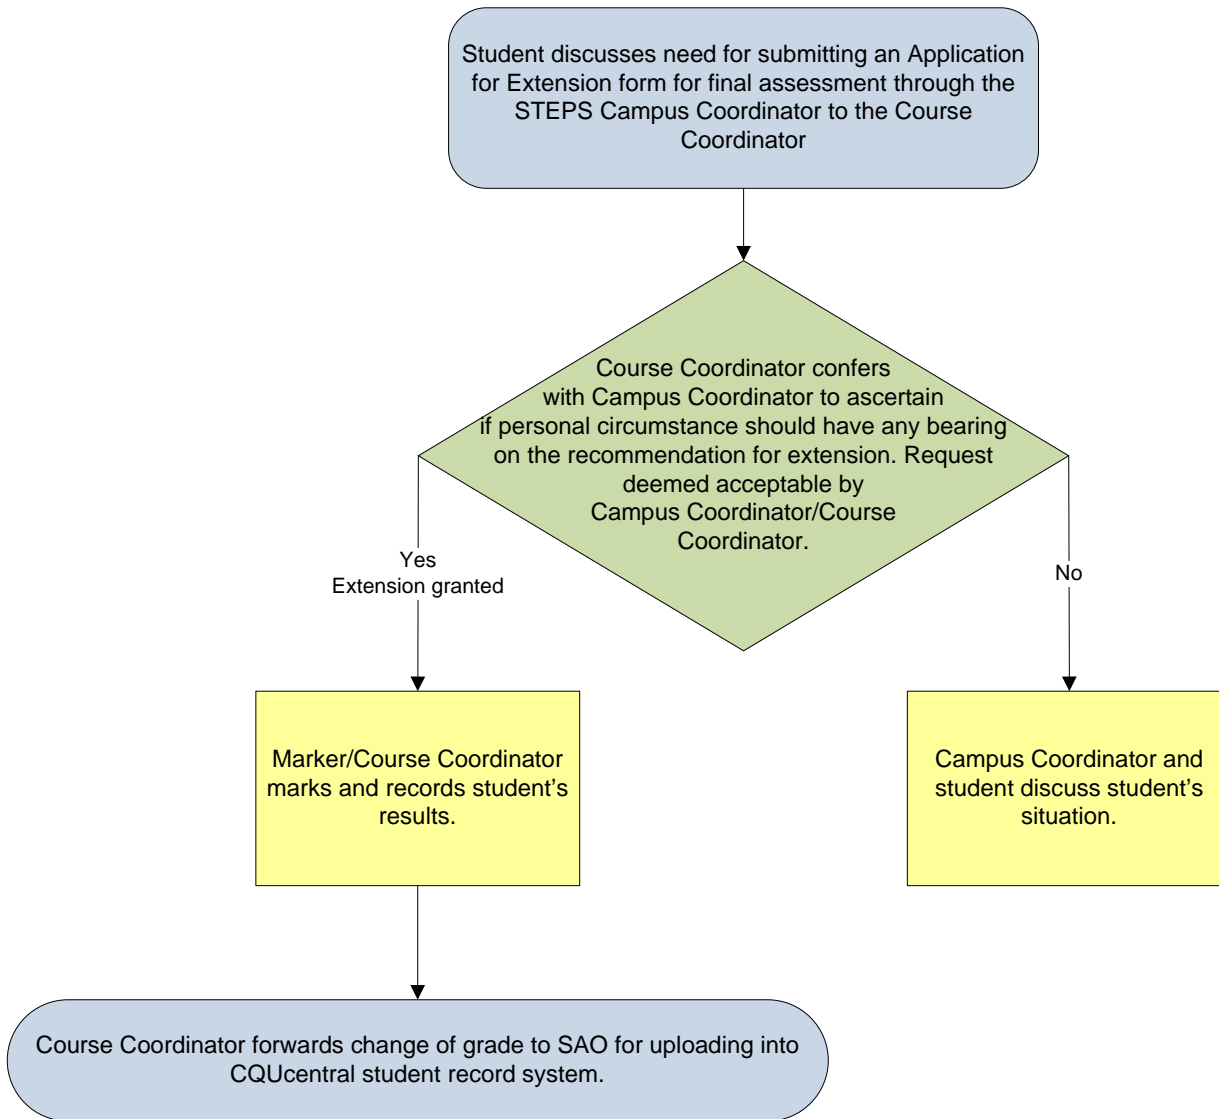 Student discusses need for submitting an Application
for Extension form for final assessment through the
STEPS Campus Coordinator to the Course
Coordinator
Course Coordinator confers
with Campus Coordinator to ascertain
if personal circumstance should have any bearing
on the recommendation for extension. Request
deemed acceptable by
Campus Coordinator/Course
Coordinator.
Yes
Extension granted
No
Marker/Course Coordinator
marks and records student’s
results.
Campus Coordinator and
student discuss student’s
situation.
Course Coordinator forwards change of grade to SAO for uploading into
CQUcentral student record system.